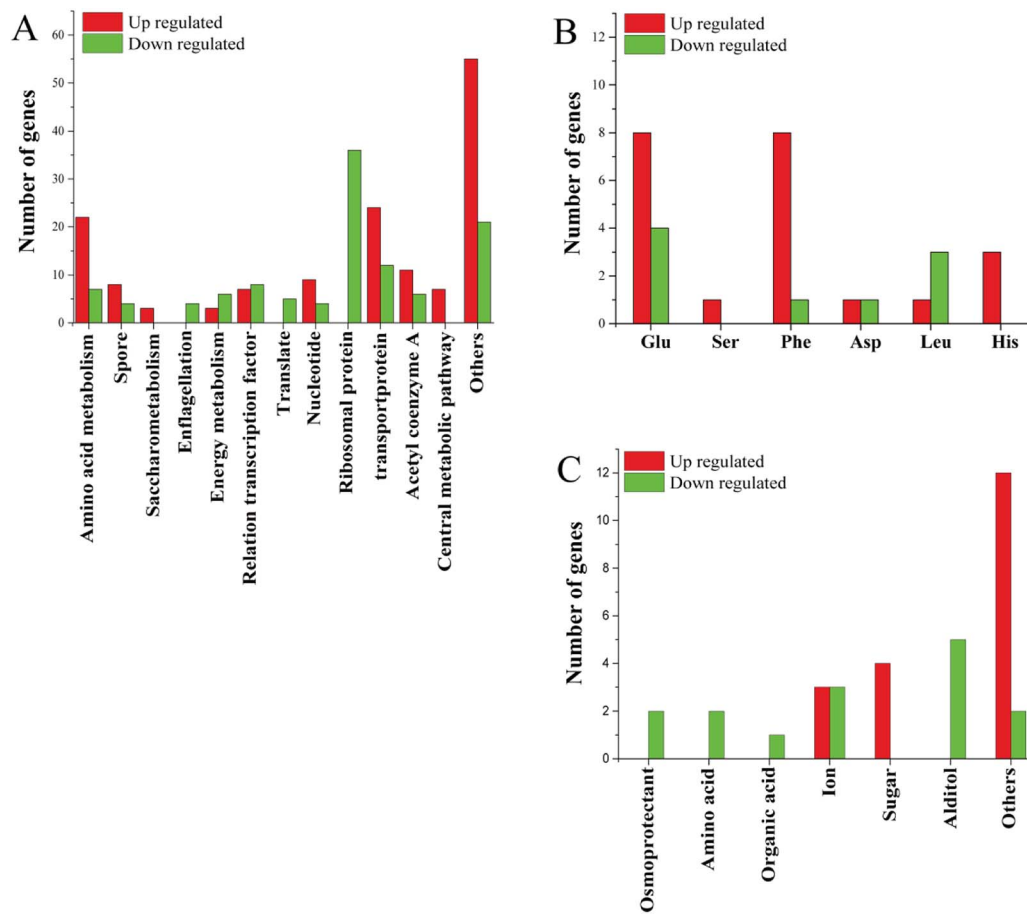 A
Up regulated
Down regulated
Number of genes
60
50
40
30
20
10
0
Amino acid metabolism
Spore
Saccharometabolism
Enflagellation
Energy metabolism
Relation transcription factor
Translate
Nucleotide
Ribosomal protein
transportprotein
Acetyl coenzyme A
Central metabolic pathway
Others
B
Up regulated
Down regulated
Number of genes
12
10
8
6
4
2
0
Glu Ser Phe Asp Leu His
C
Up regulated
Down regulated
Number of genes
12
10
8
6
4
2
0
Osmoprotectant
Amino acid
Organic acid
Ion
Sugar
Alditol
Others